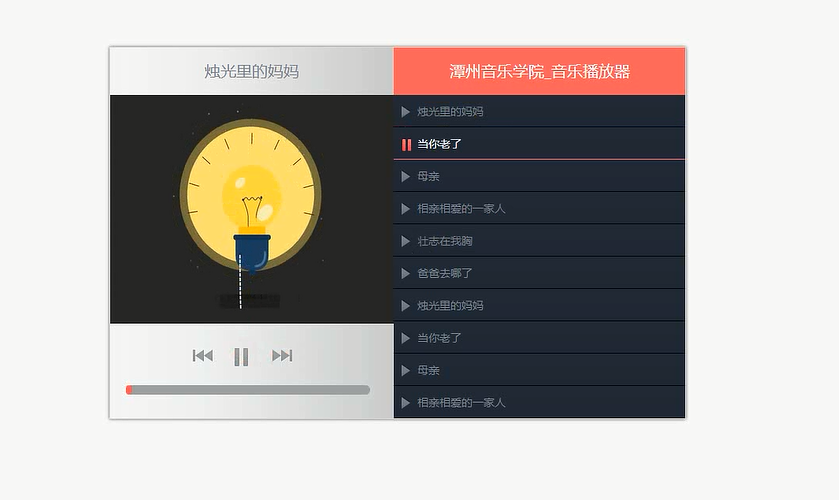 烛光里的妈妈
潭州音乐学院_音乐播放器
烛光里的妈妈
当你老了
母亲
相亲相爱的一家人
壮志在我胸
爸爸去哪了
烛光里的妈妈
当你老了
母亲
相亲相爱的一家人